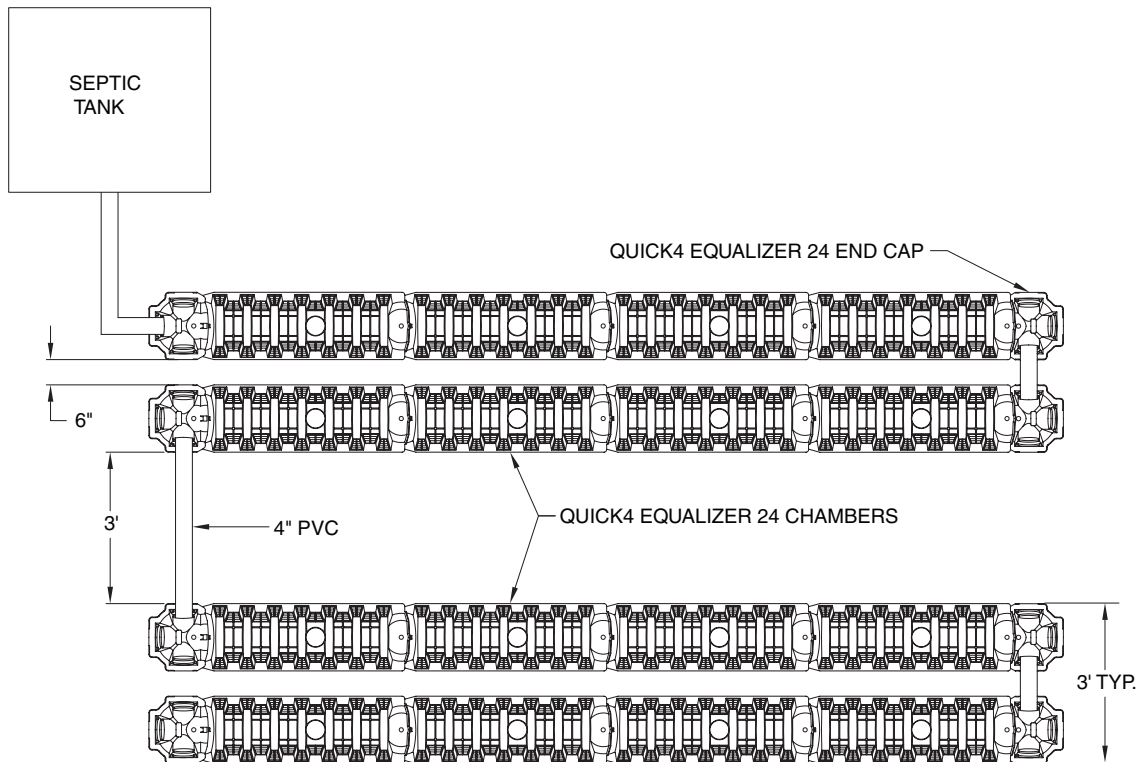 SEPTIC
TANK
QUICK4 EQUALIZER 24 END CAP
6"
3'
4" PVC
QUICK4 EQUALIZER 24 CHAMBERS
3' TYP.